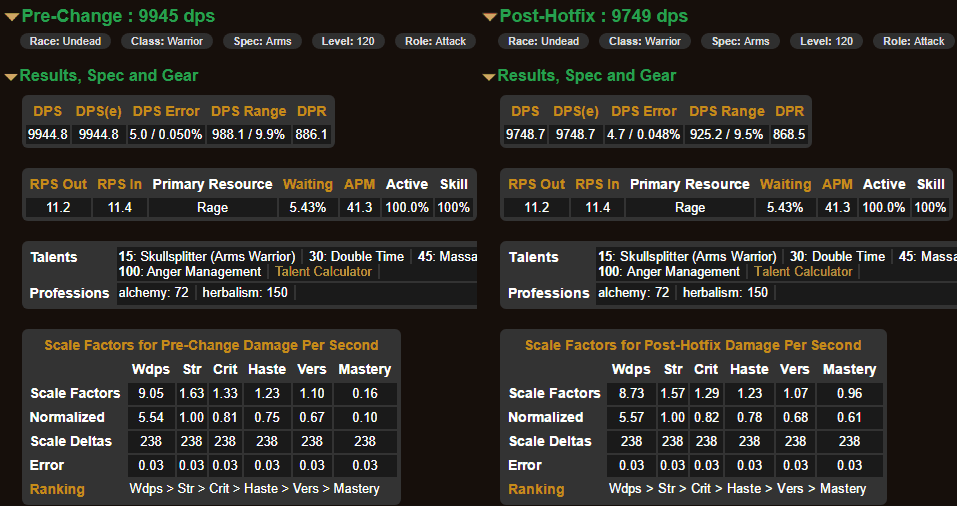 Pre-Change : 9945 dps
Race: Undead Class: Warrior Spec: Arms Level: 120 Role: Attack
Results, Spec and Gear
DPS DPS(e) DPS Error DPS Range DPR
9944.8 9944.8 5.0 / 0.050% 988.1 / 9.9% 886.1
RPS Out RPS In Primary Resource Waiting APM Active Skill
11.2 11.4 Rage 5.43% 41.3 100.0% 100%
Talents 15: Skullsplitter (Arms Warrior) 30: Double Time 45: Massa
100: Anger Management Talent Calculator
Professions alchemy: 72 herbalism: 150
Scale Factors for Pre-Change Damage Per Second
Wdps Str Crit Haste Vers Mastery
Scale Factors 9.05 1.63 1.33 1.23 1.10 0.16
Normalized 5.54 1.00 0.81 0.75 0.67 0.10
Scale Deltas 238 238 238 238 238 238
Error 0.03 0.03 0.03 0.03 0.03 0.03
Ranking Wdps > Str > Crit > Haste > Vers > Mastery
Post-Hotfix : 9749 dps
Race: Undead Class: Warrior Spec: Arms Level: 120 Role: Attack
Results, Spec and Gear
DPS DPS(e) DPS Error DPS Range DPR
9748.7 9748.7 4.7 / 0.048% 925.2 / 9.5% 868.5
RPS Out RPS In Primary Resource Waiting APM Active Skill
11.2 11.4 Rage 5.43% 41.3 100.0% 100%
Talents 15: Skullsplitter (Arms Warrior) 30: Double Time 45: Massa
100: Anger Management Talent Calculator
Professions alchemy: 72 herbalism: 150
Scale Factors for Post-Hotfix Damage Per Second
Wdps Str Crit Haste Vers Mastery
Scale Factors 8.73 1.57 1.29 1.23 1.07 0.96
Normalized 5.57 1.00 0.82 0.78 0.68 0.61
Scale Deltas 238 238 238 238 238 238
Error 0.03 0.03 0.03 0.03 0.03 0.03
Ranking Wdps > Str > Crit > Haste > Vers > Mastery